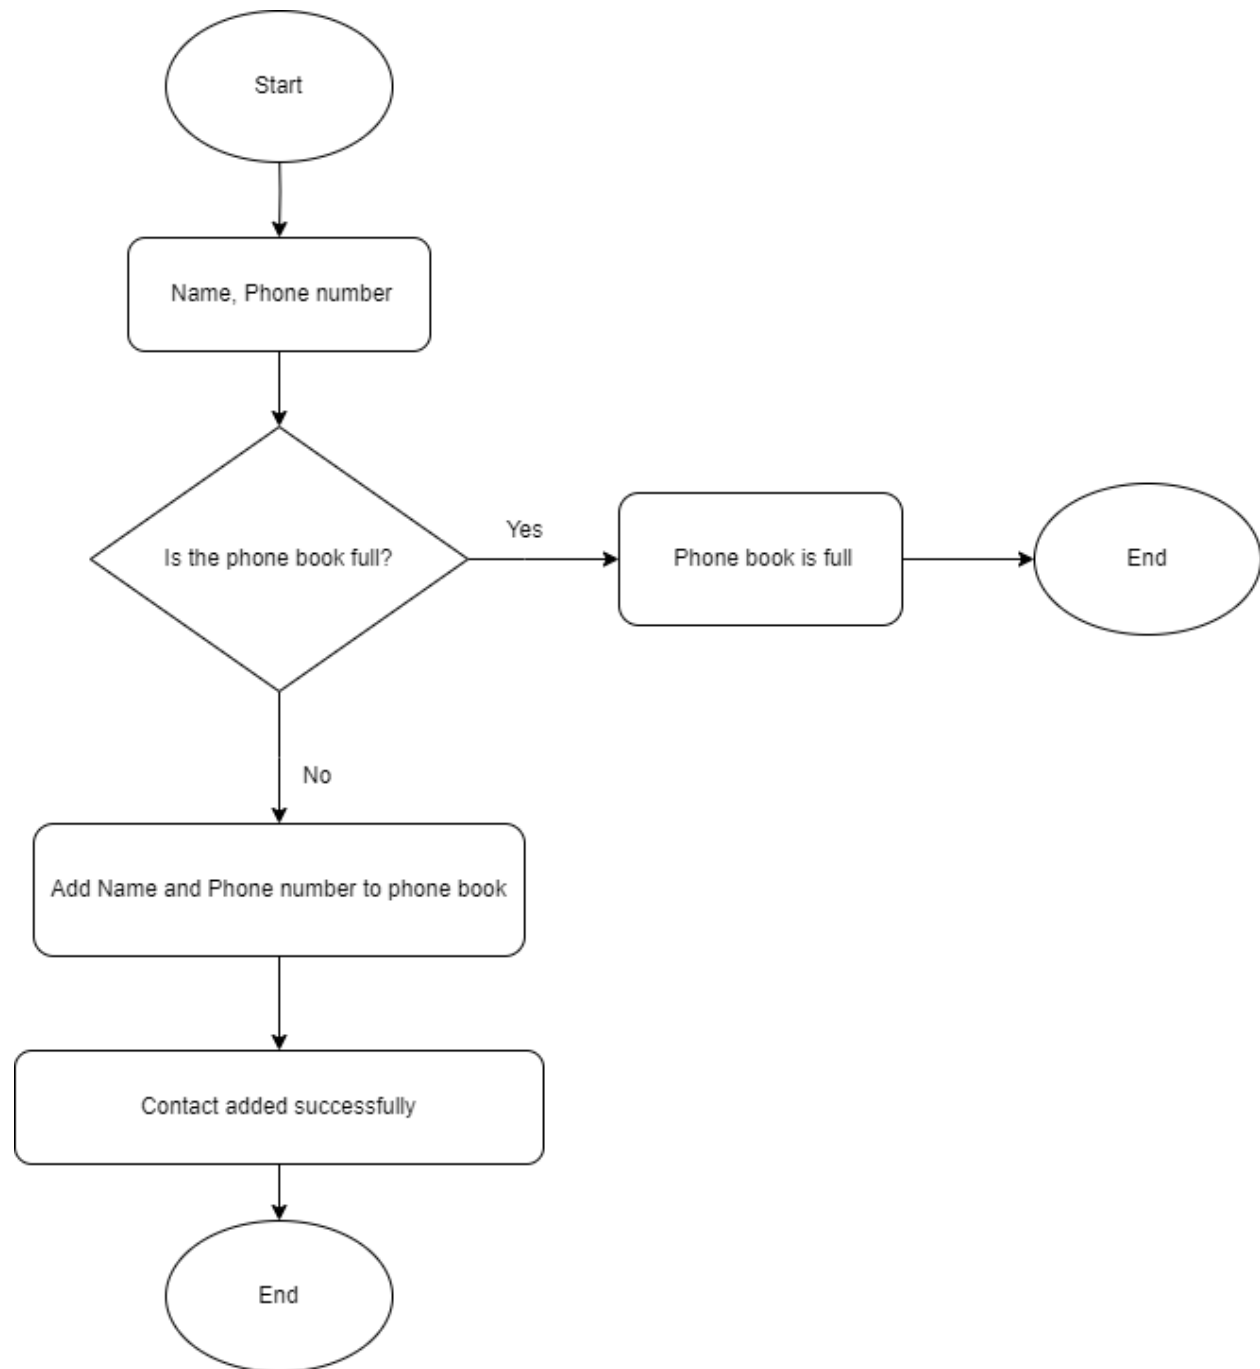 Start
Name, Phone number
Is the phone book full?
Yes
Phone book is full
End
No
Add Name and Phone number to phone book
Contact added successfully
End